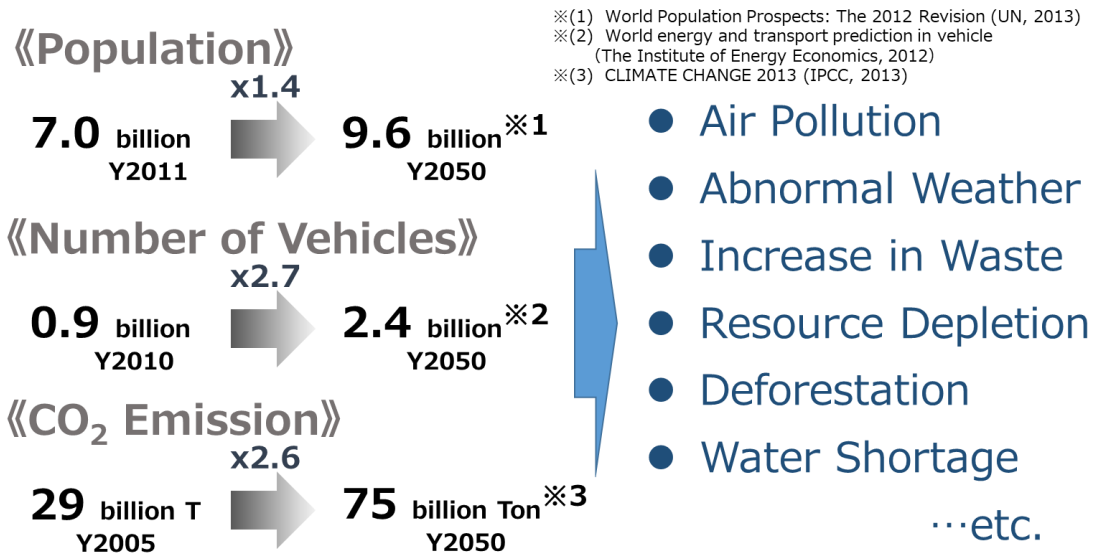 ※(1) World Population Prospects: The 2012 Revision (UN, 2013)
※(2) World energy and transport prediction in vehicle
(The Institute of Energy Economics, 2012)
※(3) CLIMATE CHANGE 2013 (IPCC, 2013)
《Population》
x1.4
7.0 billion 9.6 billion※1
Y2011 Y2050
《Number of Vehicles》
x2.7
0.9 billion 2.4 billion※2
Y2010 Y2050
《CO₂ Emission》
x2.6
29 billion T 75 billion Ton※3
Y2005 Y2050
● Air Pollution
● Abnormal Weather
● Increase in Waste
● Resource Depletion
● Deforestation
● Water Shortage
…etc.